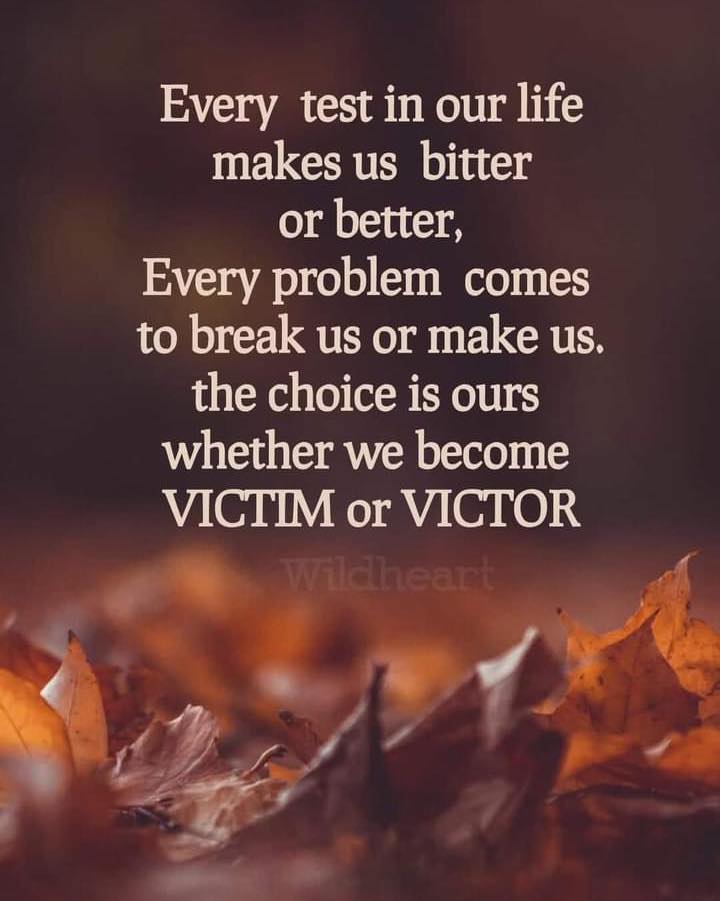 Every test in our life
makes us bitter
or better,
Every problem comes
to break us or make us.
the choice is ours
whether we become
VICTIM or VICTOR
Wildheart